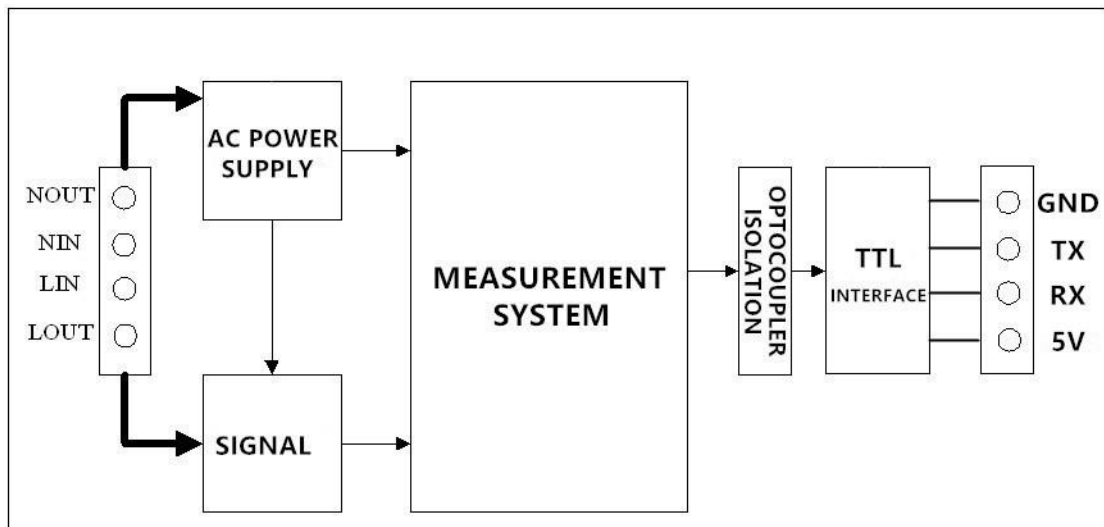 NOUT
NIN
LIN
LOUT
AC POWER
SUPPLY
SIGNAL
MEASUREMENT
SYSTEM
OPTOCOUPLER
ISOLATION
TTL
INTERFACE
GND
TX
RX
5V